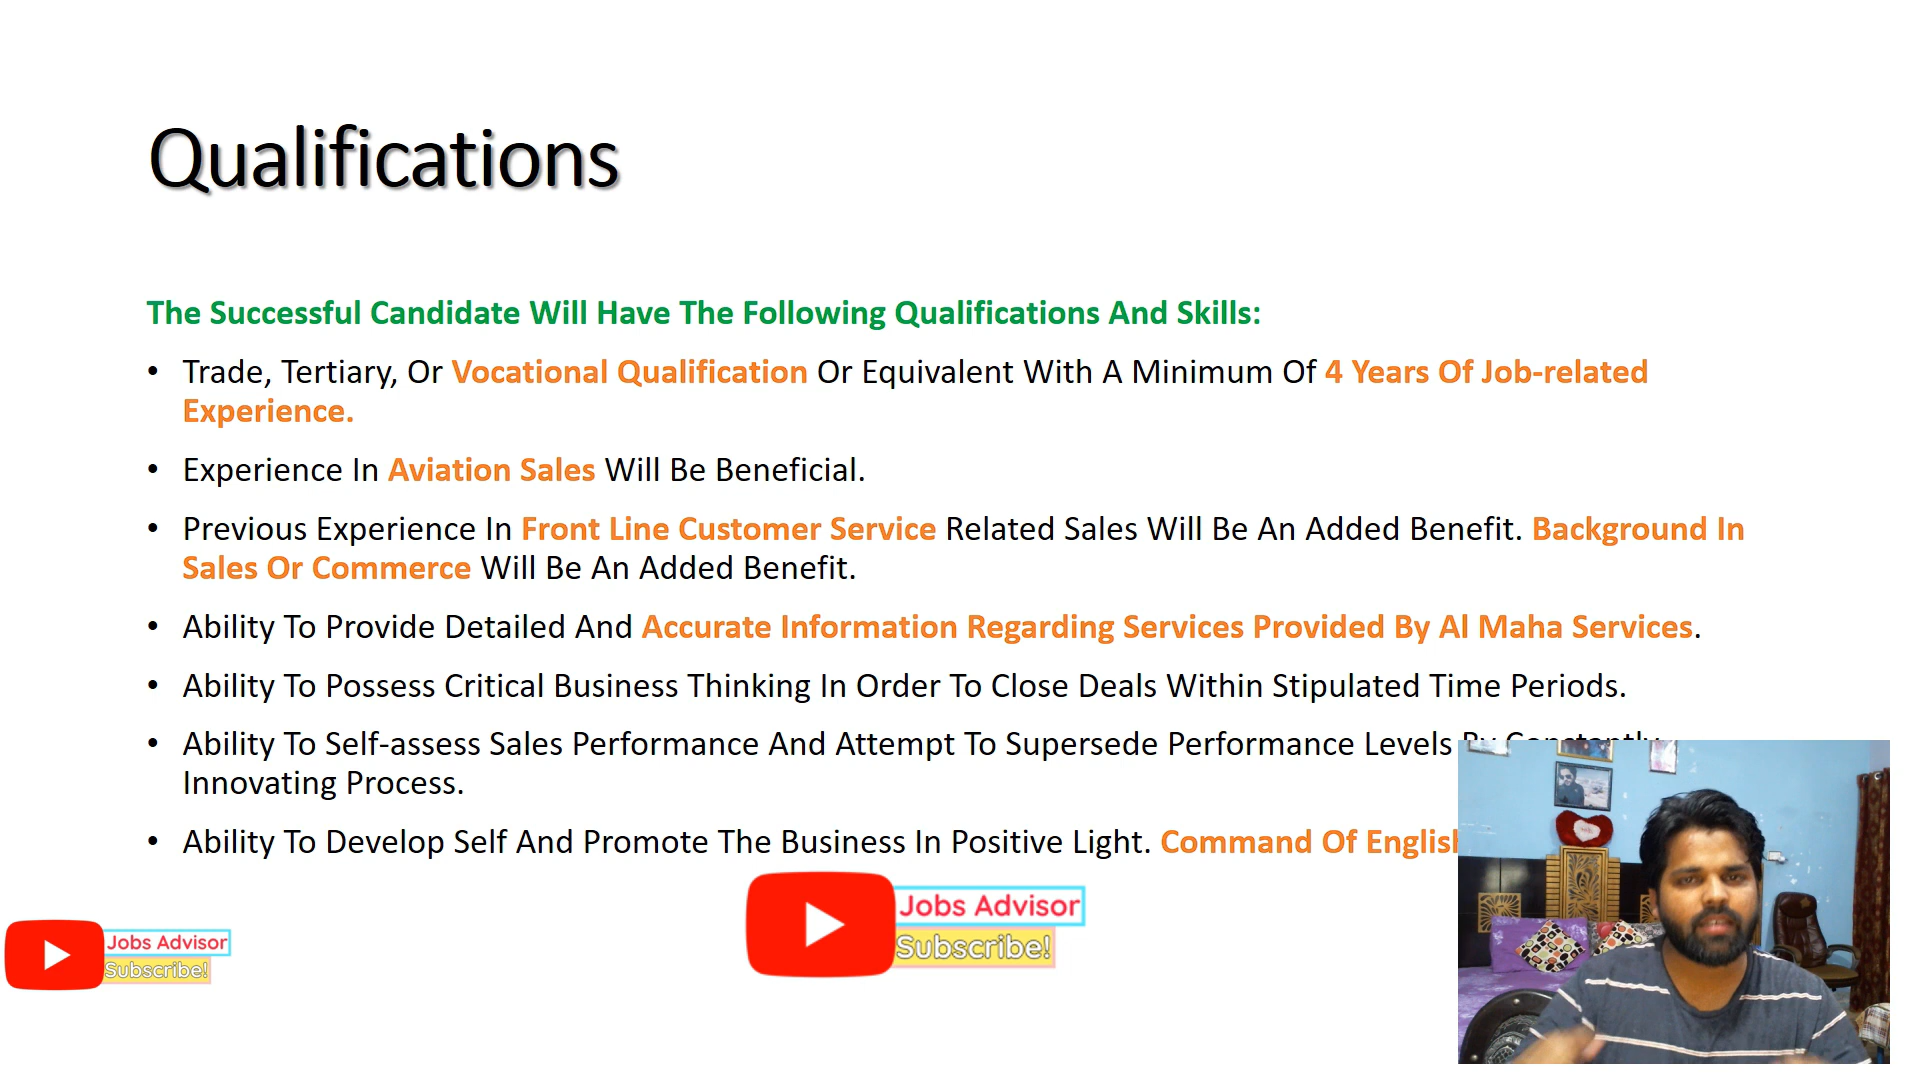 Qualifications
The Successful Candidate Will Have The Following Qualifications And Skills:
• Trade, Tertiary, Or Vocational Qualification Or Equivalent With A Minimum Of 4 Years Of Job-related
Experience.
• Experience In Aviation Sales Will Be Beneficial.
• Previous Experience In Front Line Customer Service Related Sales Will Be An Added Benefit. Background In
Sales Or Commerce Will Be An Added Benefit.
• Ability To Provide Detailed And Accurate Information Regarding Services Provided By Al Maha Services.
• Ability To Possess Critical Business Thinking In Order To Close Deals Within Stipulated Time Periods.
• Ability To Self-assess Sales Performance And Attempt To Supersede Performance Levels By Constantly
Innovating Process.
• Ability To Develop Self And Promote The Business In Positive Light. Command Of English
Jobs Advisor
Subscribe!
Jobs Advisor
Subscribe!